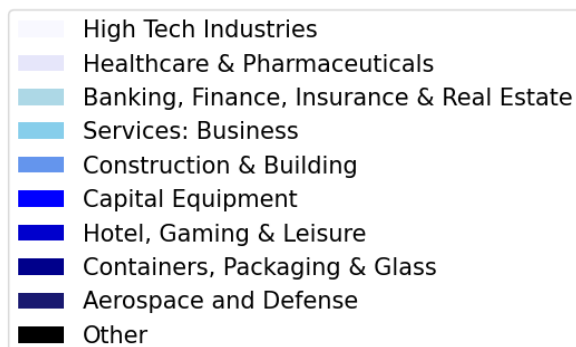 High Tech Industries
Healthcare & Pharmaceuticals
Banking, Finance, Insurance & Real Estate
Services: Business
Construction & Building
Capital Equipment
Hotel, Gaming & Leisure
Containers, Packaging & Glass
Aerospace and Defense
Other